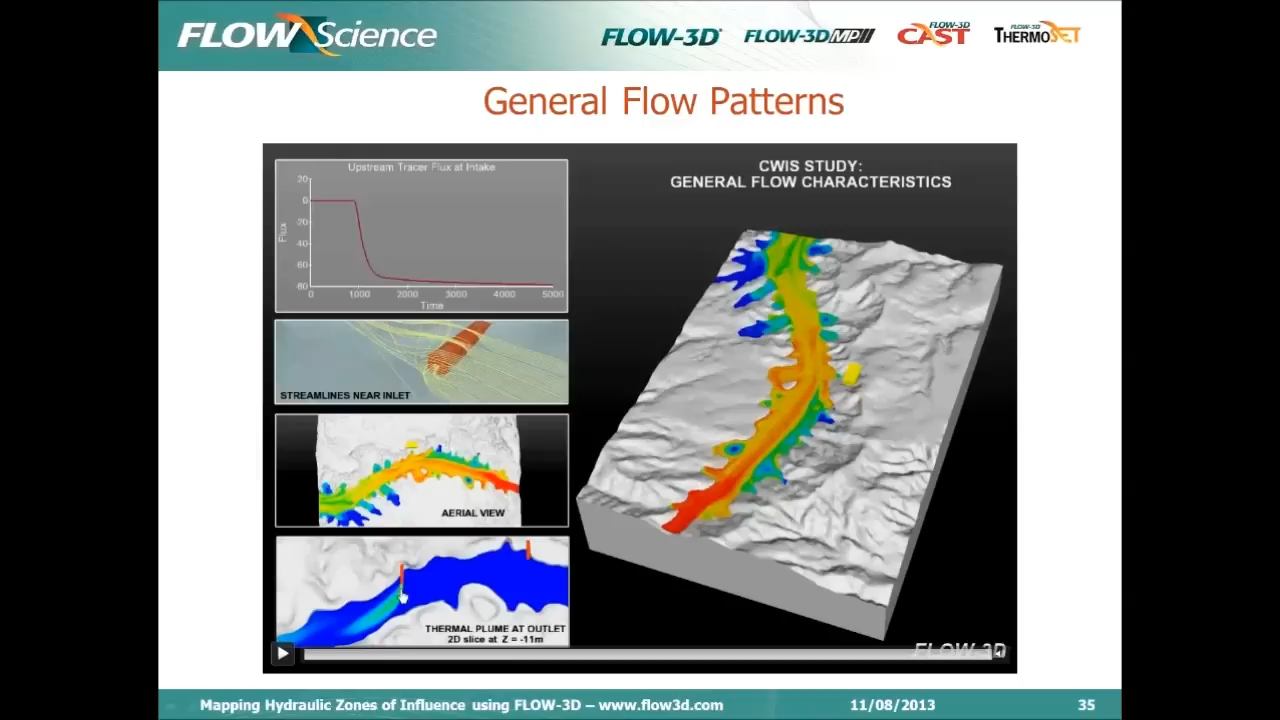 FLOW Science
FLOW-3D
FLOW-3D MP
FLOW-3D
CAST
FLOW-3D
THERMOSET
General Flow Patterns
Upstream Tracer Flux at Intake
20
0
-20
-40
60
80
Flux
0 1000 2000 3000 4000 5000
Time
CWIS STUDY:
GENERAL FLOW CHARACTERISTICS
STREAMLINES NEAR INLET
AERIAL VIEW
THERMAL PLUME AT OUTLET
2D slice at Z = -11m
FLOW-3D
Mapping Hydraulic Zones of Influence using FLOW-3D – www.flow3d.com 11/08/2013 35